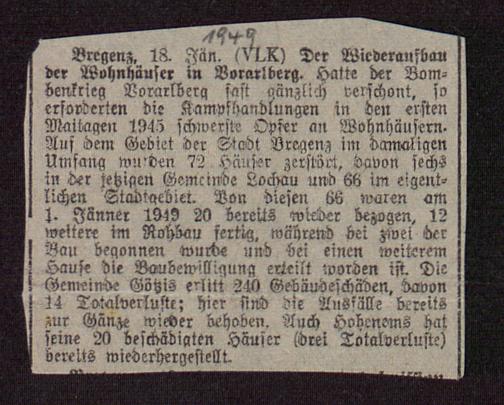 1949
Bregenz, 18. Jän. (VLK) Der Wiederaufbau
der Wohnhäuser in Vorarlberg. Hatte der Bom-
benkrieg Vorarlberg fast gänzlich verschont, so
erforderten die Kampfhandlungen in den ersten
Maitagen 1945 schwerste Opfer an Wohnhäusern.
Auf dem Gebiet der Stadt Bregenz im damaligen
Umfang wurden 72 Häuser zerstört, davon sechs
in der jetzigen Gemeinde Lochau und 66 im eigent-
lichen Stadtgebiet. Von diesen 66 waren am
1. Jänner 1949 20 bereits wieder bezogen, 12
weitere im Rohbau fertig, während bei zwei der
Bau begonnen wurde und bei einen weiterem
Hause die Baubewilligung erteilt worden ist. Die
Gemeinde Götzis erlitt 240 Gebäudeschäden, davon
14 Totalverluste; hier sind die Ausfälle bereits
zur Gänze wieder behoben. Auch Hohenems hat
seine 20 beschädigten Häuser (drei Totalverluste)
bereits wiederhergestellt.